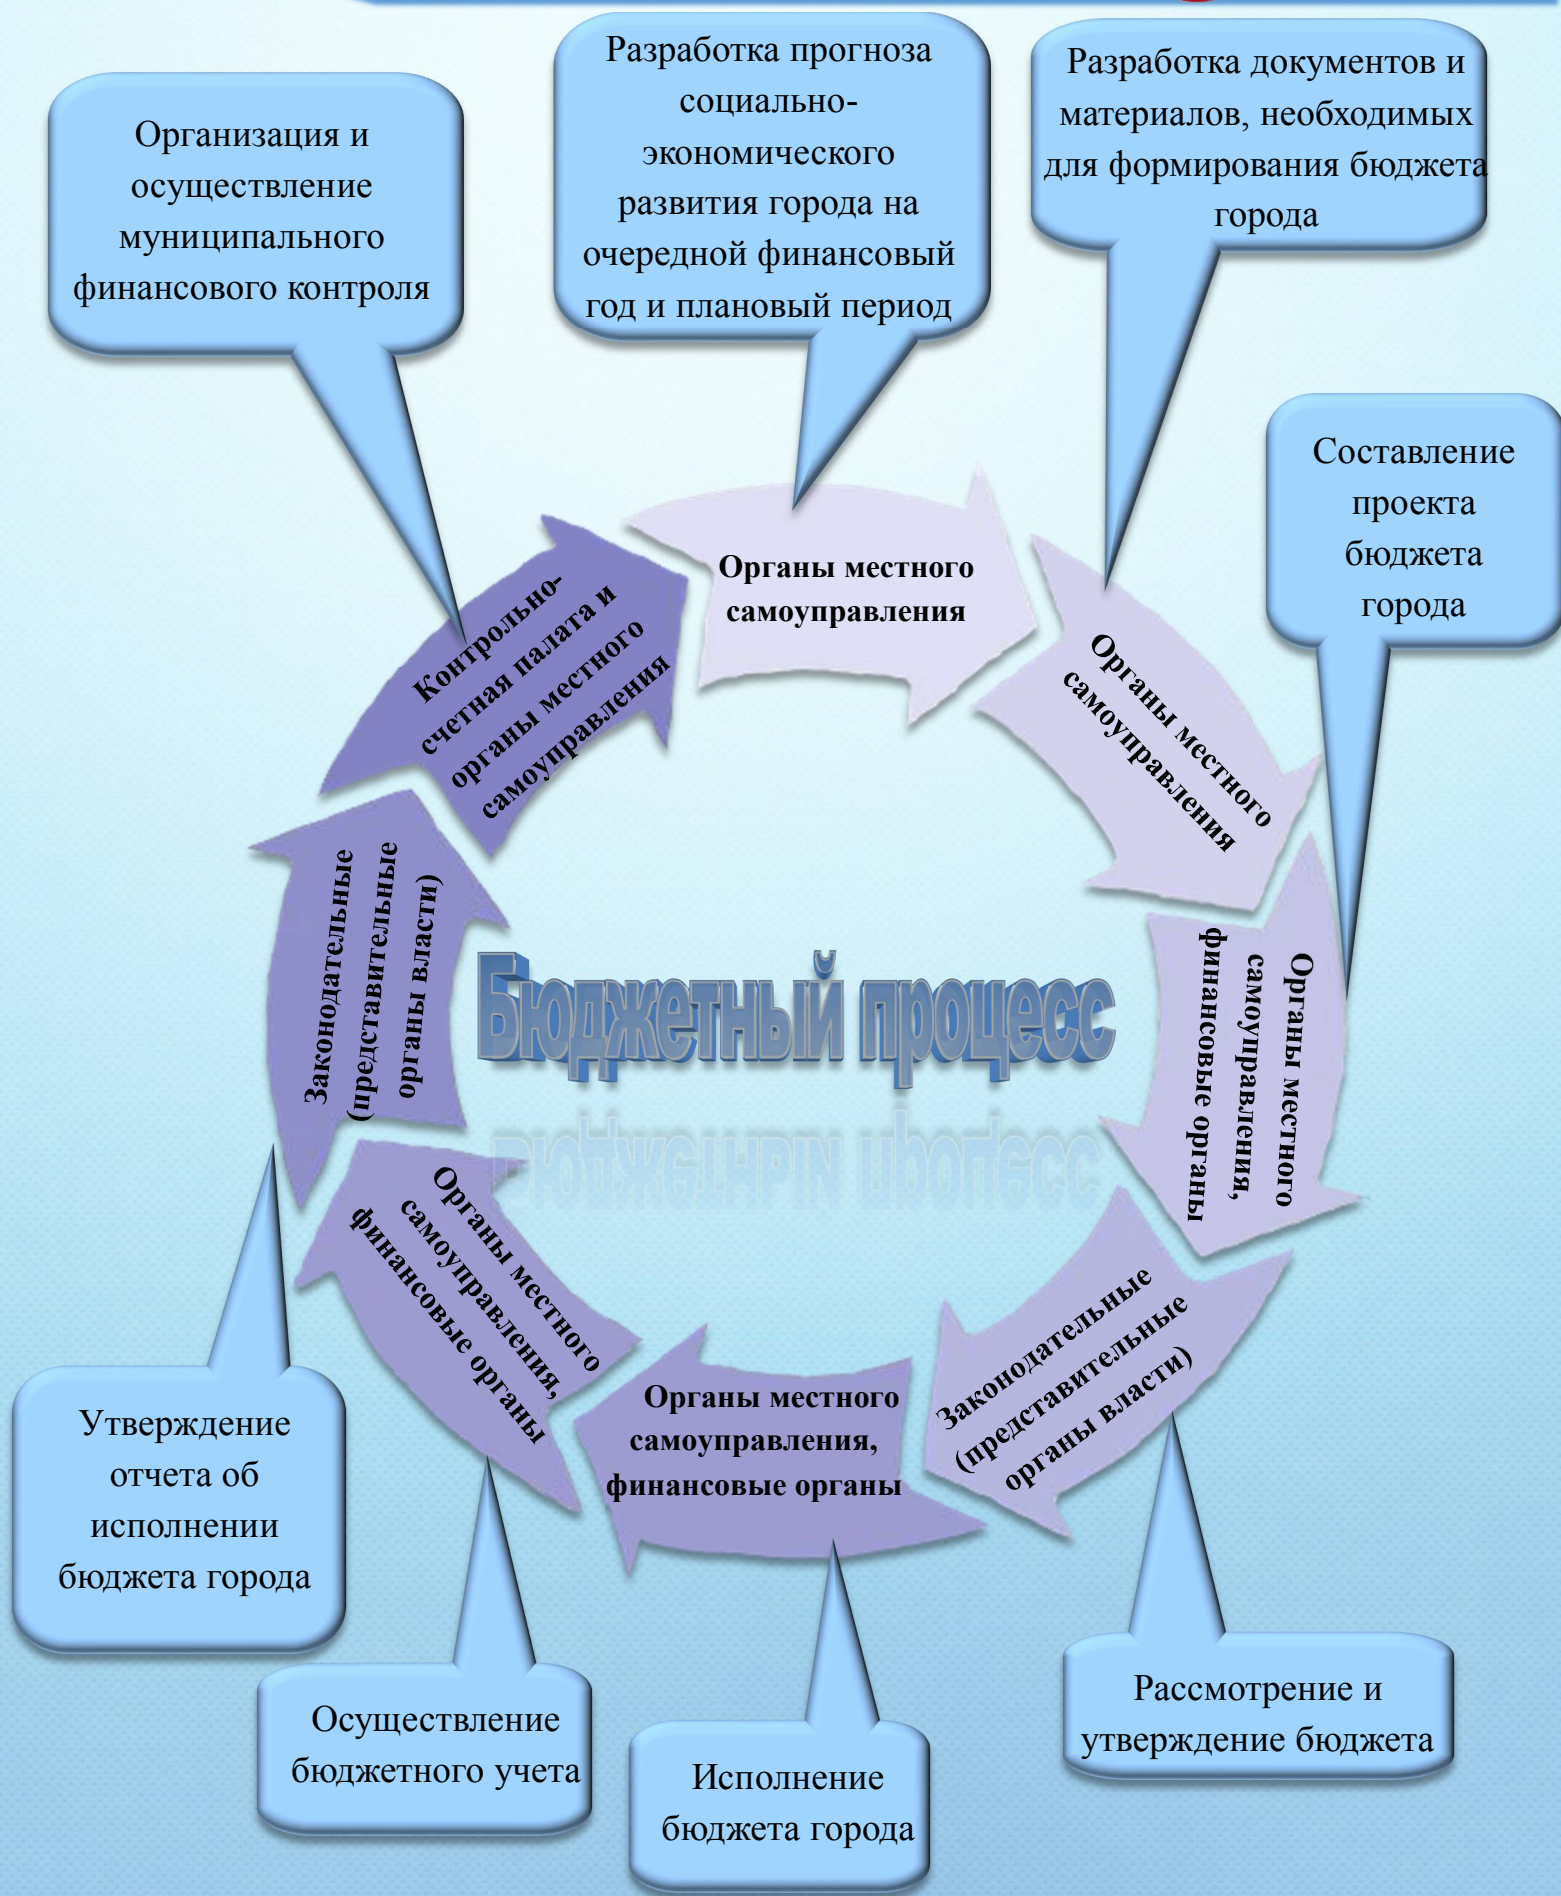 Разработка прогноза
социально-
экономического
развития города на
очередной финансовый
год и плановый период
Разработка документов и
материалов, необходимых
для формирования бюджета
города
Организация и
осуществление
муниципального
финансового контроля
Составление
проекта
бюджета
города
Органы местного
самоуправления
Органы местного
самоуправления
Органы местного
самоуправления,
финансовые органы
Законодательные
(представительные
органы власти)
Органы местного
самоуправления,
финансовые органы
Органы местного
самоуправления,
финансовые органы
Законодательные
(представительные
органы власти)
Контрольно-
счетная палата и
органы местного
самоуправления
Бюджетный процесс
Утверждение
отчета об
исполнении
бюджета города
Осуществление
бюджетного учета
Исполнение
бюджета города
Рассмотрение и
утверждение бюджета